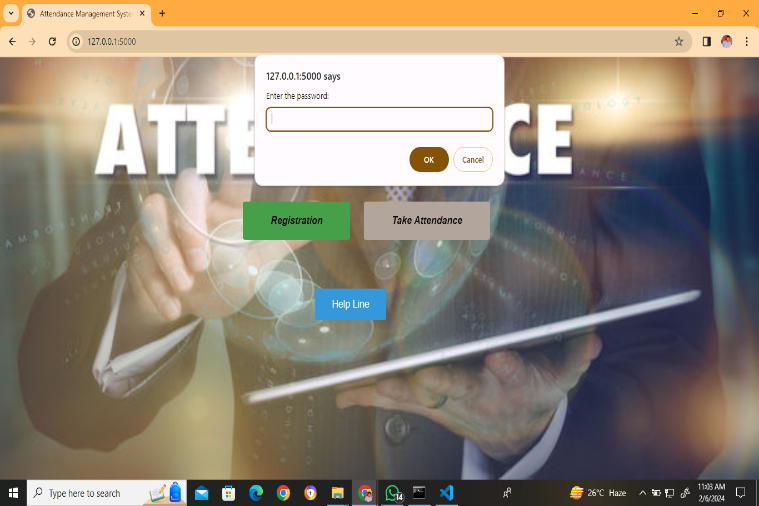 Attendance Management Syste
127.0.0.1:5000
127.0.0.1:5000 says
Enter the password:
OK
Cancel
ATTE
CE
Registration
Take Attendance
Help Line
Type here to search
14
26°C Haze
11:03 AM
2/6/2024